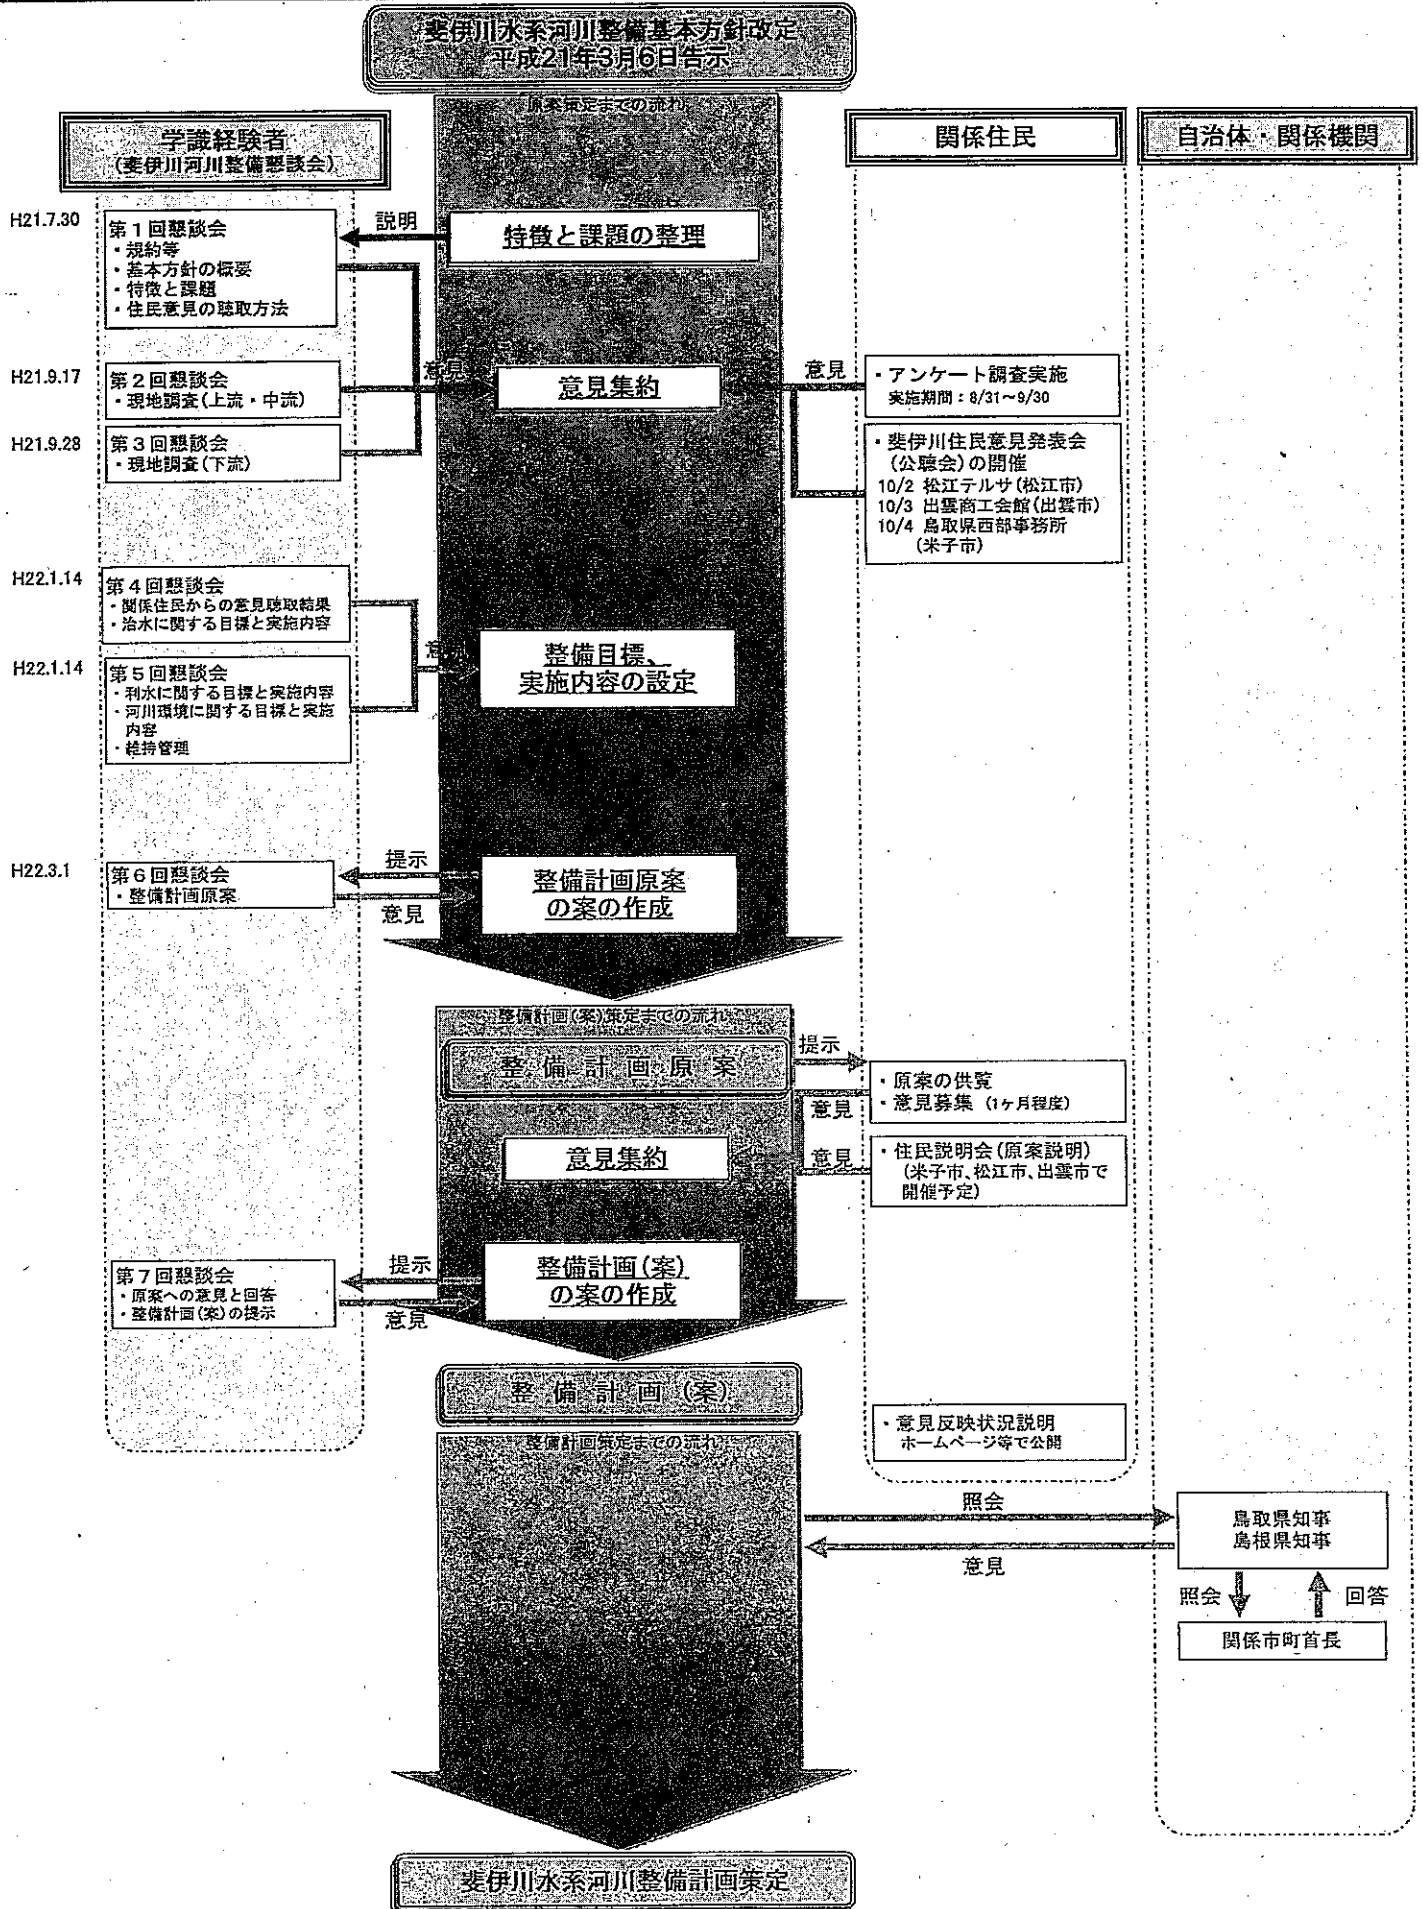 斐伊川水系河川整備基本方針改定
平成21年3月6日告示
原案策定までの流れ
学識経験者
(斐伊川河川整備懇談会)
関係住民
自治体・関係機関
H21.7.30
第1回懇談会
・規約等
・基本方針の概要
・特徴と課題
・住民意見の聴取方法
説明
特徴と課題の整理
H21.9.17
第2回懇談会
・現地調査(上流・中流)
意見
意見集約
意見
・アンケート調査実施
実施期間:8/31～9/30
H21.9.28
第3回懇談会
・現地調査(下流)
・斐伊川住民意見発表会
(公聴会)の開催
10/2 松江テルサ(松江市)
10/3 出雲商工会館(出雲市)
10/4 鳥取県西部事務所
(米子市)
H22.1.14
第4回懇談会
・関係住民からの意見聴取結果
・治水に関する目標と実施内容
意見
整備目標、
実施内容の設定
H22.1.14
第5回懇談会
・利水に関する目標と実施内容
・河川環境に関する目標と実施
内容
・維持管理
H22.3.1
第6回懇談会
・整備計画原案
提示
意見
整備計画原案
の案の作成
整備計画(案)策定までの流れ
整備計画原案
提示
意見
・原案の供覧
・意見募集(1ヶ月程度)
意見集約
意見
・住民説明会(原案説明)
(米子市、松江市、出雲市で
開催予定)
第7回懇談会
・原案への意見と回答
・整備計画(案)の提示
提示
意見
整備計画(案)
の案の作成
整備計画(案)
・意見反映状況説明
ホームページ等で公開
整備計画策定までの流れ
照会
意見
鳥取県知事
島根県知事
照会
回答
関係市町首長
斐伊川水系河川整備計画策定